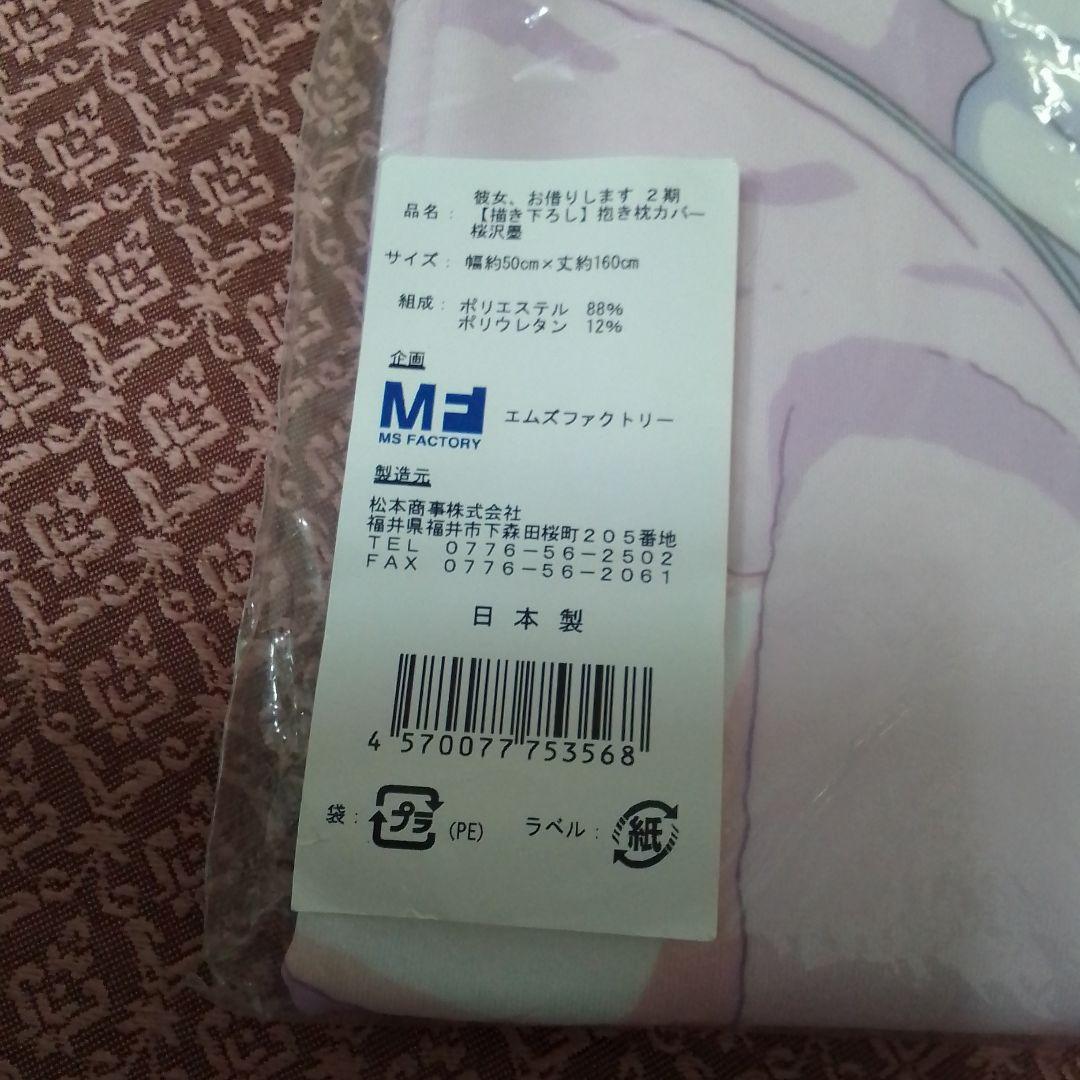 品名： 彼女、お借りします ２期
【描き下ろし】抱き枕カバー
桜沢墨
サイズ： 幅約50cm×丈約160cm
組成： ポリエステル 88%
ポリウレタン 12%
企画
MF
MS FACTORY エムズファクトリー
製造元
松本商事株式会社
福井県福井市下森田桜町２０５番地
ＴＥＬ ０７７６－５６－２５０２
ＦＡＸ ０７７６－５６－２０６１
日本製
4 570077 753568
袋： プラ (PE) ラベル： 紙